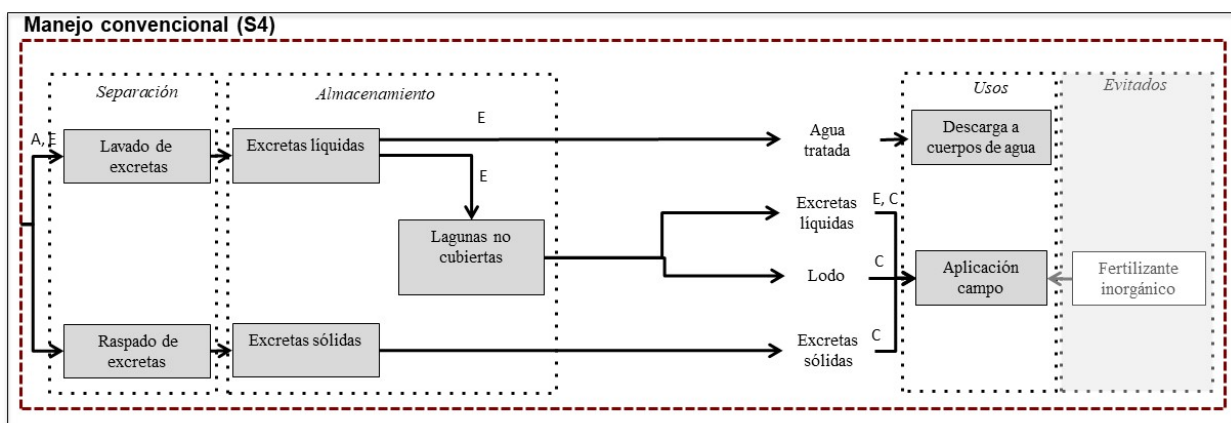 Manejo convencional (S4)
Separación
Almacenamiento
Usos
Evitados
A, E
Lavado de
excretas
Excretas líquidas
E
E
Agua
tratada
Descarga a
cuerpos de agua
Lagunas no
cubiertas
Excretas
líquidas
E, C
Lodo
C
Aplicación
campo
Fertilizante
inorgánico
Raspado de
excretas
Excretas sólidas
Excretas
sólidas
C